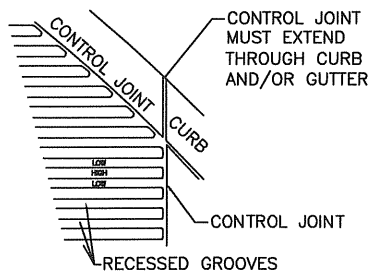 CONTROL JOINT
MUST EXTEND
THROUGH CURB
AND/OR GUTTER
CONTROL JOINT
CURB
LOW
HIGH
LOW
CONTROL JOINT
RECESSED GROOVES